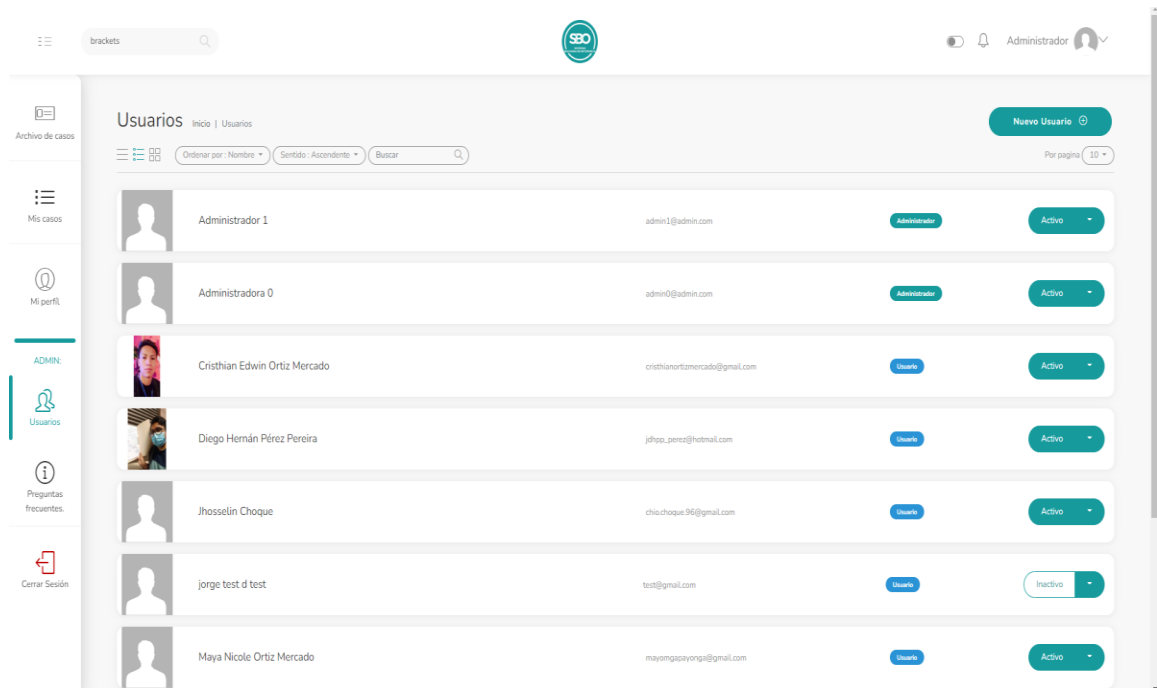 brackets
SBO
Administrador
Archivo de casos
Mis casos
Mi perfil
ADMIN:
Usuarios
Preguntas
frecuentes.
Cerrar Sesión
Usuarios Inicio | Usuarios
Nuevo Usuario
Ordenar por : Nombre Sentido : Ascendente Buscar
Por pagina 10
Administrador 1 admin1@admin.com Administrador Activo
Administradora 0 admin0@admin.com Administrador Activo
Cristhian Edwin Ortiz Mercado cristhianortizmercado@gmail.com Usuario Activo
Diego Hernán Pérez Pereira jdhpp_perez@hotmail.com Usuario Activo
Jhosselin Choque chio.choque.96@gmail.com Usuario Activo
jorge test d test test@gmail.com Usuario Inactivo
Maya Nicole Ortiz Mercado mayomgapayonga@gmail.com Usuario Activo